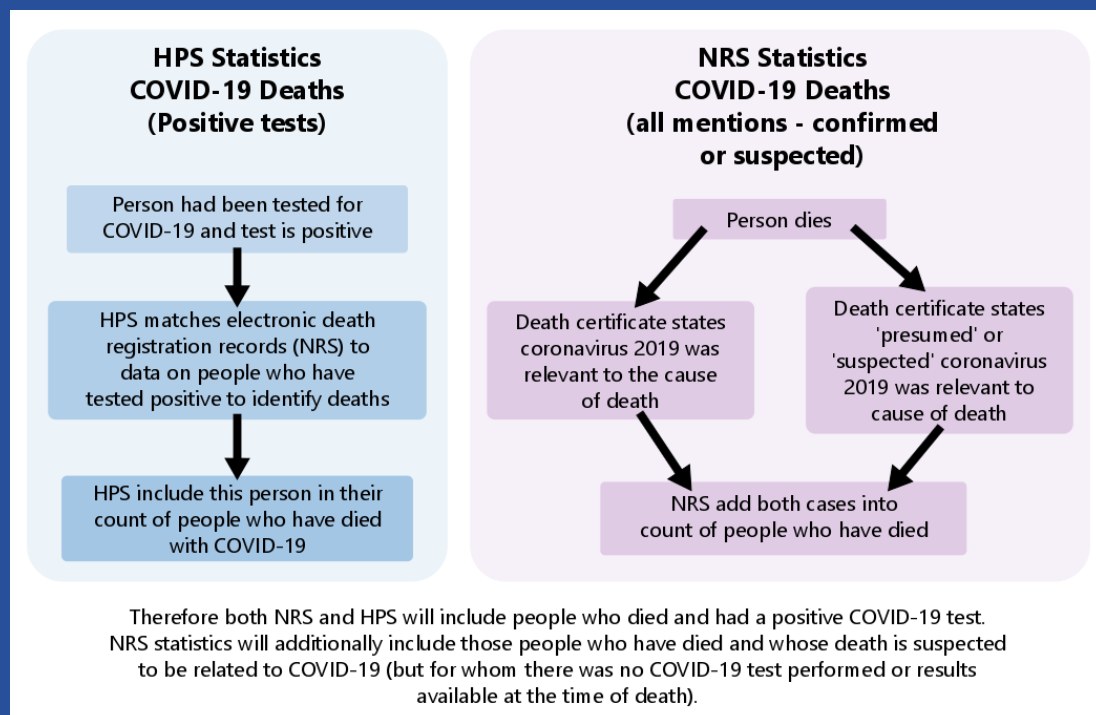 HPS Statistics
COVID-19 Deaths
(Positive tests)
Person had been tested for
COVID-19 and test is positive
HPS matches electronic death
registration records (NRS) to
data on people who have
tested positive to identify deaths
HPS include this person in their
count of people who have died
with COVID-19
NRS Statistics
COVID-19 Deaths
(all mentions - confirmed
or suspected)
Person dies
Death certificate states
coronavirus 2019 was
relevant to the cause
of death
Death certificate states
'presumed' or
'suspected' coronavirus
2019 was relevant to
cause of death
NRS add both cases into
count of people who have died
Therefore both NRS and HPS will include people who died and had a positive COVID-19 test.
NRS statistics will additionally include those people who have died and whose death is suspected
to be related to COVID-19 (but for whom there was no COVID-19 test performed or results
available at the time of death).